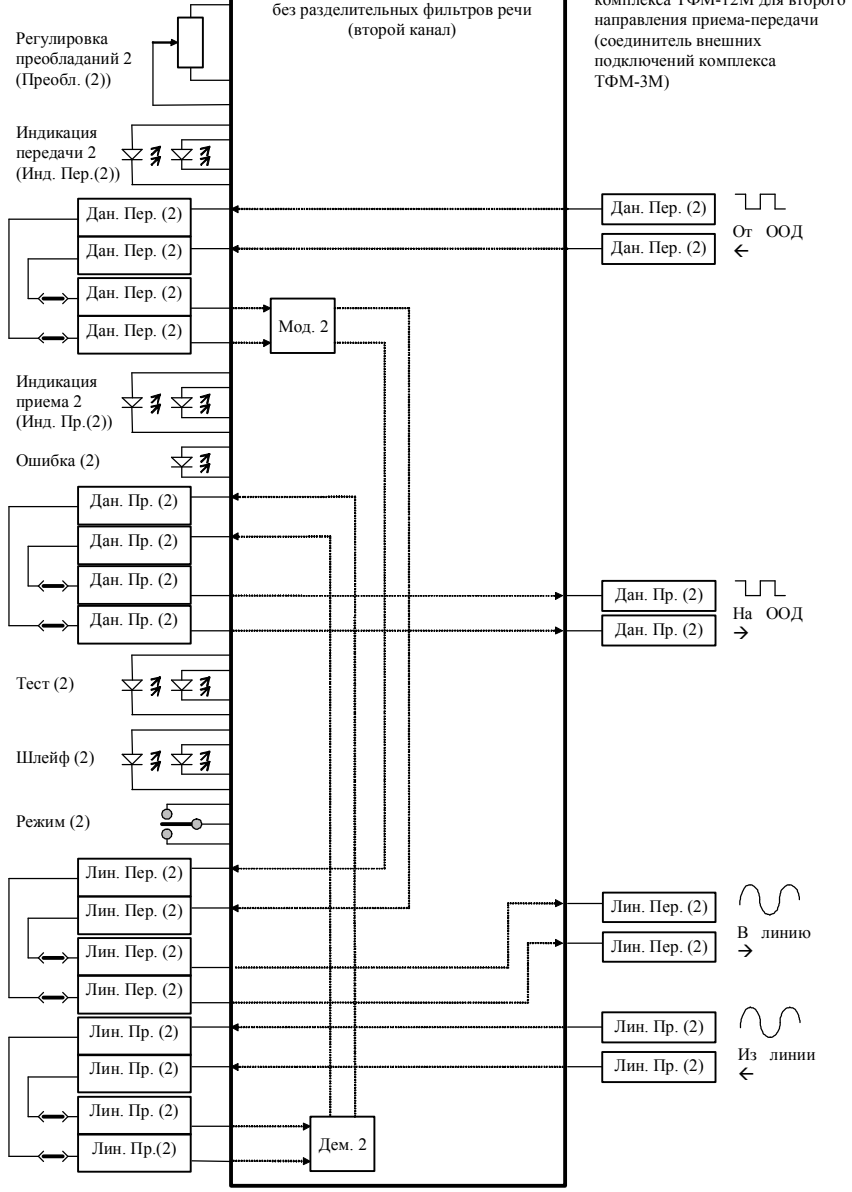 без разделительных фильтров речи
(второй канал)
комплекса ТФМ-12М для второго
направления приема-передачи
(соединитель внешних
подключений комплекса
ТФМ-3М)
Регулировка
преобладаний 2
(Преобл. (2))
Индикация
передачи 2
(Инд. Пер.(2))
Дан. Пер. (2)
Дан. Пер. (2)
Дан. Пер. (2)
Дан. Пер. (2)
Мод. 2
Дан. Пер. (2)
Дан. Пер. (2)
От ООД
Индикация
приема 2
(Инд. Пр.(2))
Ошибка (2)
Дан. Пр. (2)
Дан. Пр. (2)
Дан. Пр. (2)
Дан. Пр. (2)
Дан. Пр. (2)
Дан. Пр. (2)
На ООД
Тест (2)
Шлейф (2)
Режим (2)
Лин. Пер. (2)
Лин. Пер. (2)
Лин. Пер. (2)
Лин. Пер. (2)
Лин. Пер. (2)
Лин. Пер. (2)
В линию
Лин. Пр. (2)
Лин. Пр. (2)
Лин. Пр. (2)
Лин. Пр.(2)
Дем. 2
Лин. Пр. (2)
Лин. Пр. (2)
Из линии